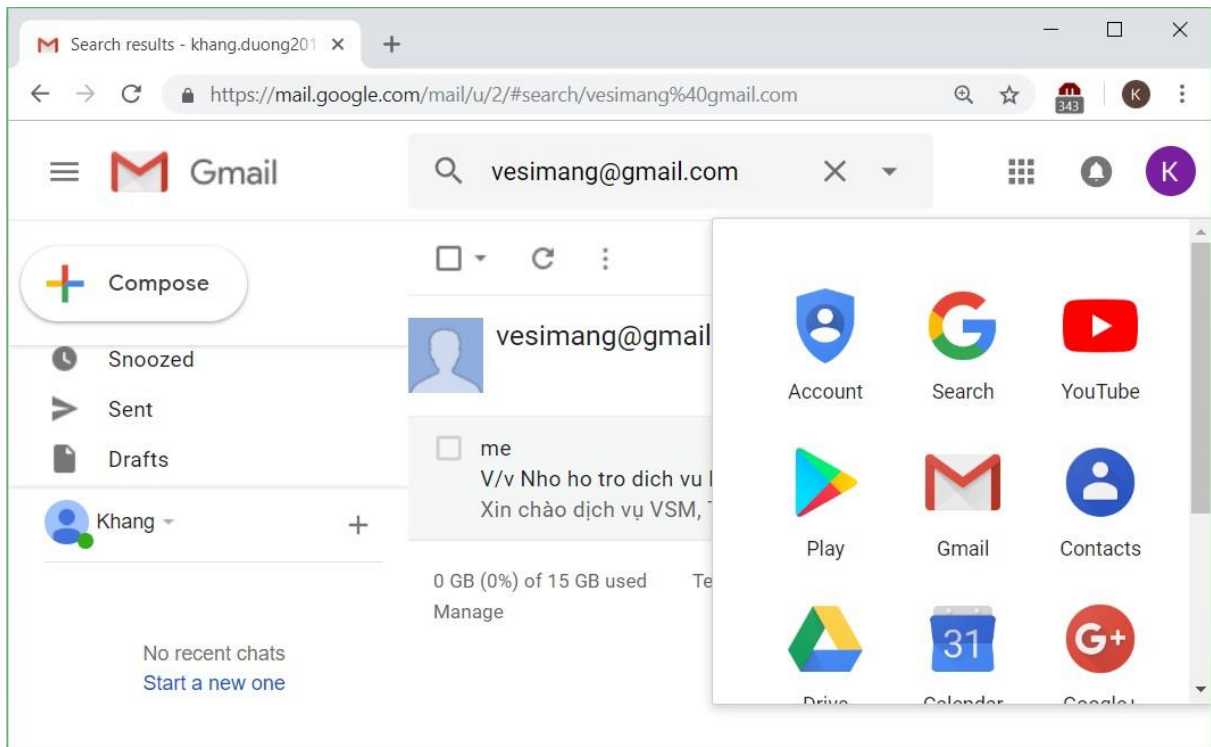 Search results - khang.duong201
https://mail.google.com/mail/u/2/#search/vesimang%40gmail.com
343
K
Gmail
vesimang@gmail.com
K
Compose
Snoozed
Sent
Drafts
Khang
No recent chats
Start a new one
vesimang@gmail
me
V/v Nho ho tro dich vu
Xin chào dịch vụ VSM,
0 GB (0%) of 15 GB used
Manage
Account Search YouTube
Play Gmail Contacts
31 G+
Drive Calendar Google+